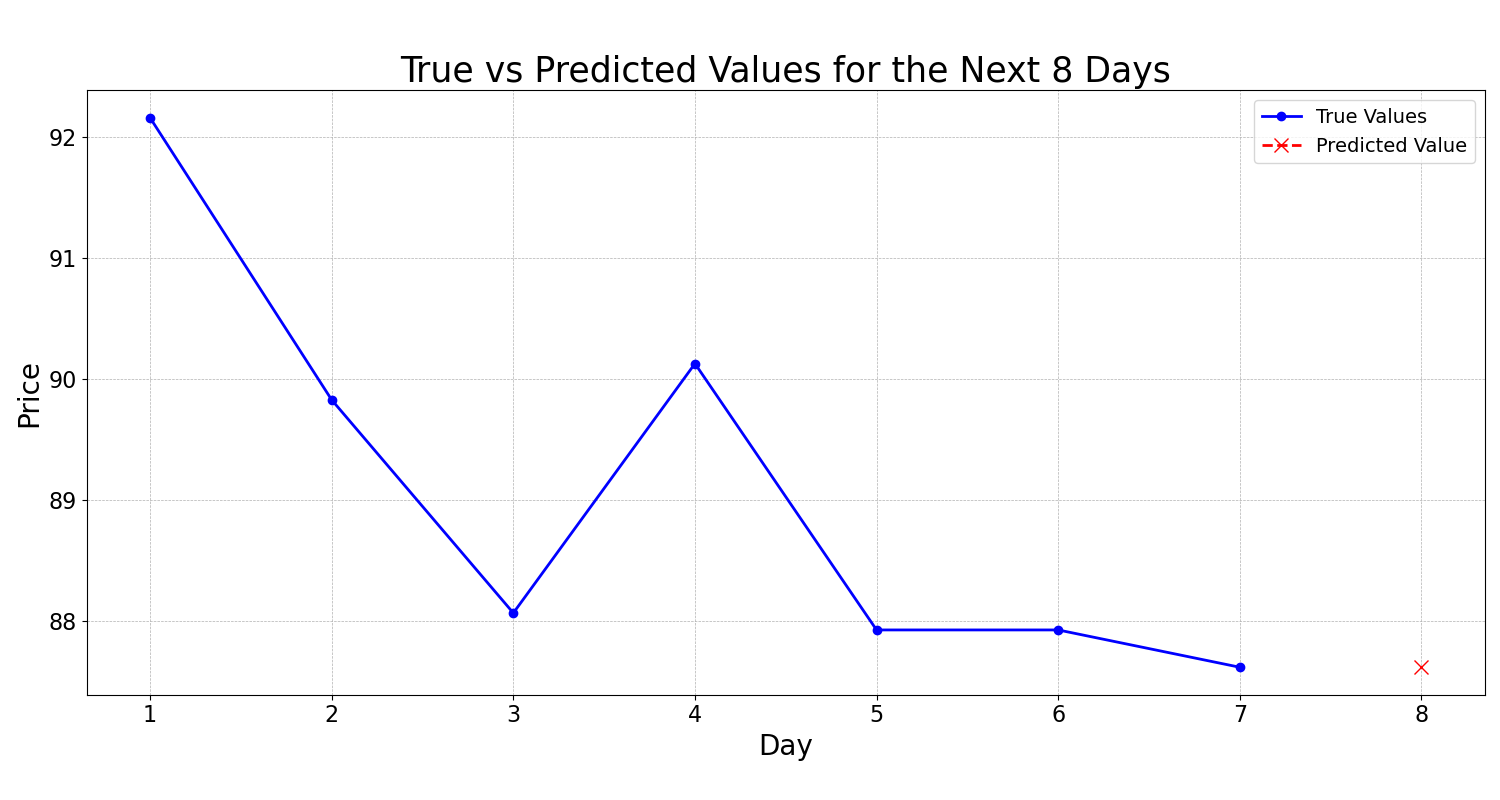 True vs Predicted Values for the Next 8 Days
True Values
Predicted Value
92
91
90
89
88
Price
1 2 3 4 5 6 7 8
Day